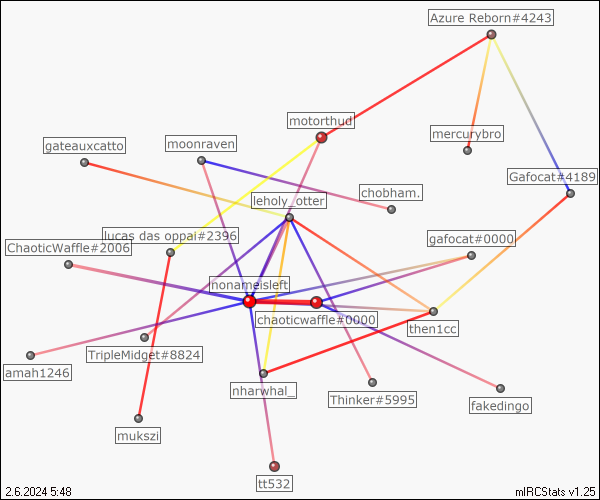 Azure Reborn#4243
motorthud
mercurybro
moonraven
gateauxcatto
Gafocat#4189
chobham.
leholy_otter
lucas das oppai#2396
gafocat#0000
ChaoticWaffle#2006
nonameisleft
chaoticwaffle#0000
then1cc
TripleMidget#8824
amah1246
nharwhal_
Thinker#5995
fakedingo
mukszi
tt532
2.6.2024 5:48
mIRCStats v1.25